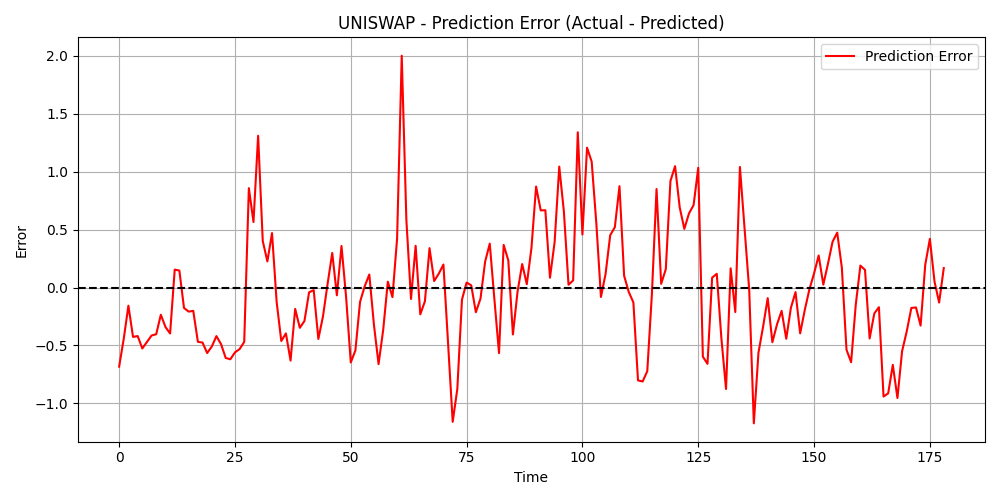 UNISWAP - Prediction Error (Actual - Predicted)
Prediction Error
Error
2.0
1.5
1.0
0.5
0.0
−0.5
−1.0
0 25 50 75 100 125 150 175
Time